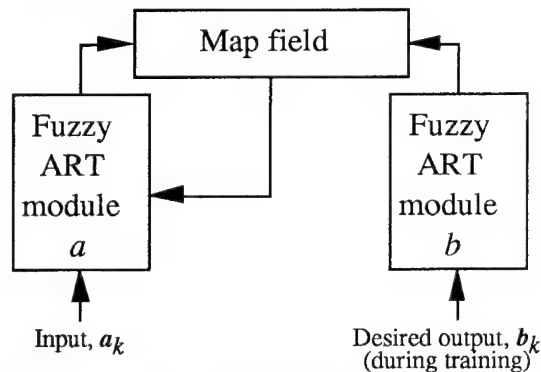 Map field
Fuzzy
ART
module
a
Fuzzy
ART
module
b
Input, a_k
Desired output, b_k
(during training)